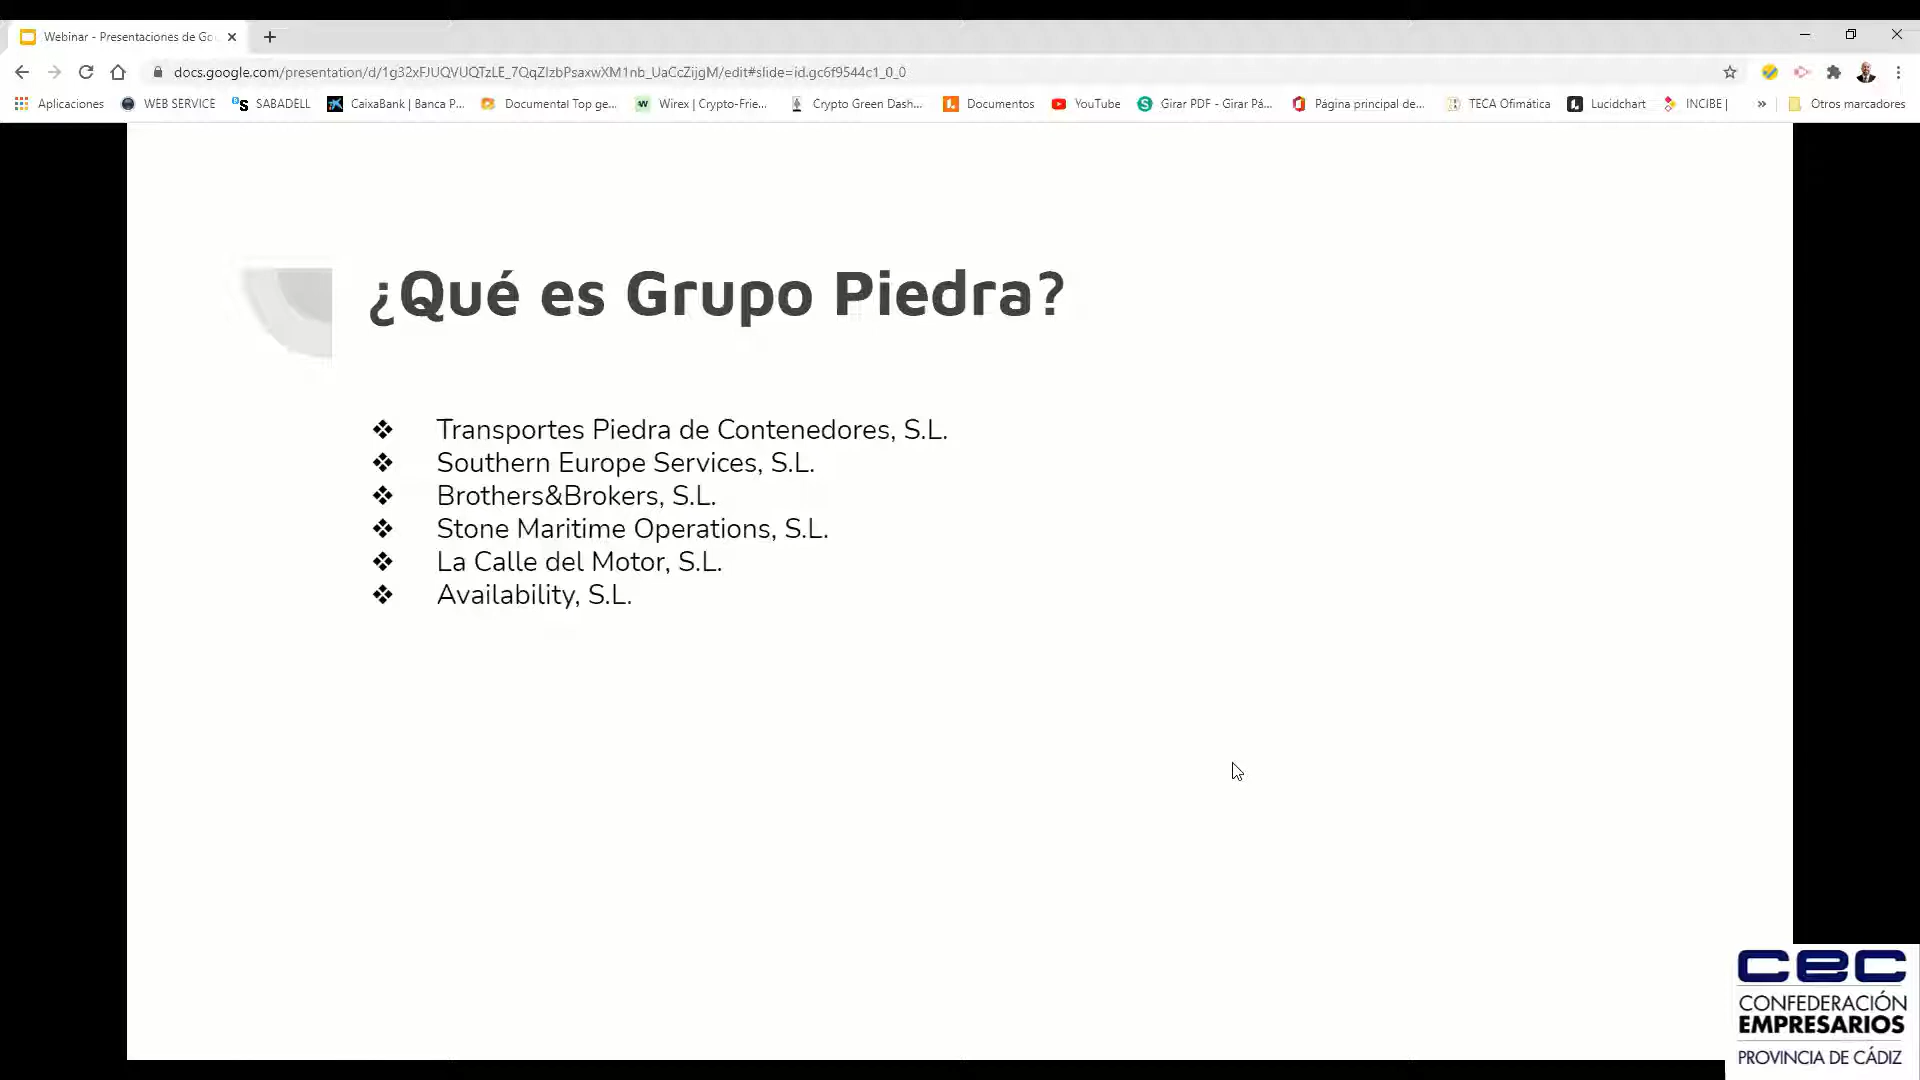 Webinar - Presentaciones de Go
docs.google.com/presentation/d/1g32xFJUQVUQTzLE_7QqZIzbPsaxwXM1nb_UaCcZijgM/edit#slide=id.gc6f9544c1_0_0
Aplicaciones WEB SERVICE SABADELL CaixaBank | Banca P... Documental Top ge... Wirex | Crypto-Frie... Crypto Green Dash... Documentos YouTube Girar PDF - Girar Pá... Página principal de... TECA Ofimática Lucidchart INCIBE | » Otros marcadores
¿Qué es Grupo Piedra?
❖ Transportes Piedra de Contenedores, S.L.
❖ Southern Europe Services, S.L.
❖ Brothers&Brokers, S.L.
❖ Stone Maritime Operations, S.L.
❖ La Calle del Motor, S.L.
❖ Availability, S.L.
cec
CONFEDERACIÓN
EMPRESARIOS
PROVINCIA DE CÁDIZ